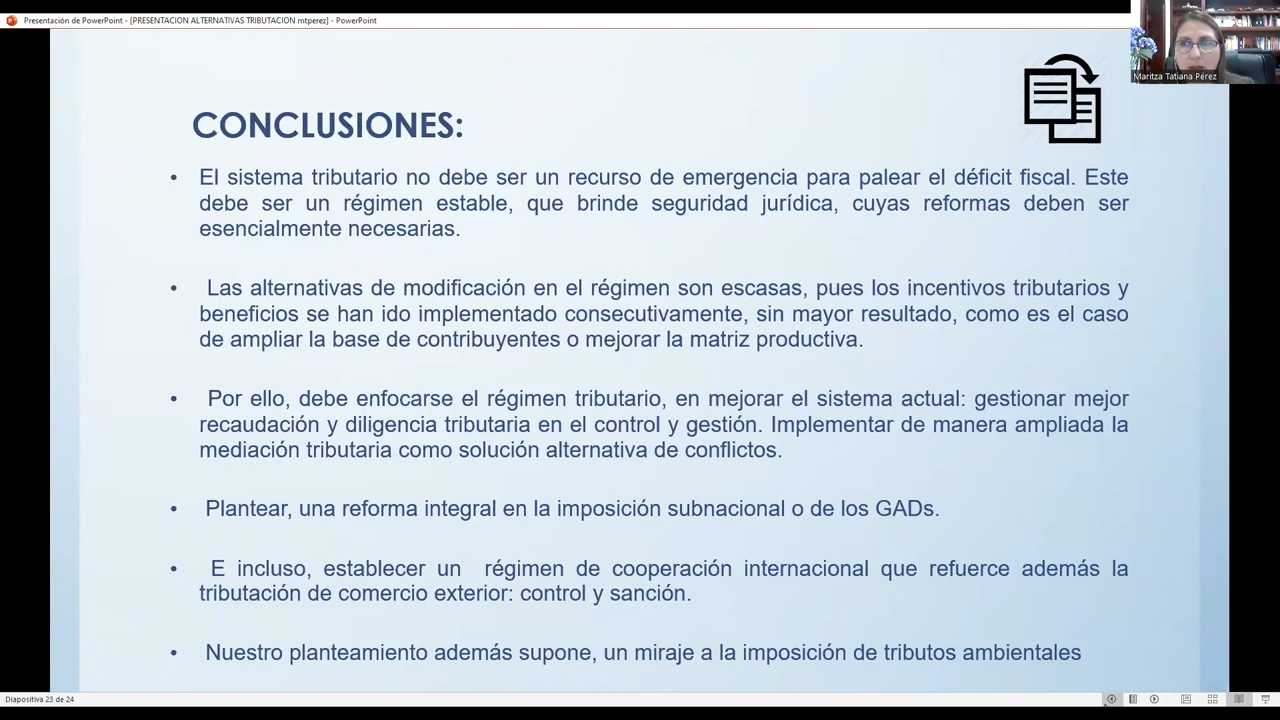 Presentación de PowerPoint - [PRESENTACION ALTERNATIVAS TRIBUTACION mtperez] - PowerPoint
Maritza Tatiana Pérez
CONCLUSIONES:
• El sistema tributario no debe ser un recurso de emergencia para palear el déficit fiscal. Este
debe ser un régimen estable, que brinde seguridad jurídica, cuyas reformas deben ser
esencialmente necesarias.
• Las alternativas de modificación en el régimen son escasas, pues los incentivos tributarios y
beneficios se han ido implementado consecutivamente, sin mayor resultado, como es el caso
de ampliar la base de contribuyentes o mejorar la matriz productiva.
• Por ello, debe enfocarse el régimen tributario, en mejorar el sistema actual: gestionar mejor
recaudación y diligencia tributaria en el control y gestión. Implementar de manera ampliada la
mediación tributaria como solución alternativa de conflictos.
• Plantear, una reforma integral en la imposición subnacional o de los GADs.
• E incluso, establecer un régimen de cooperación internacional que refuerce además la
tributación de comercio exterior: control y sanción.
• Nuestro planteamiento además supone, un miraje a la imposición de tributos ambientales
Diapositiva 23 de 24